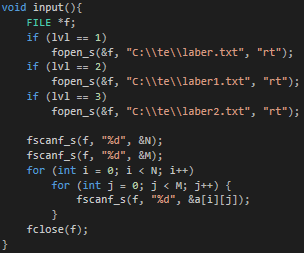 void input(){
    FILE *f;
    if (lvl == 1)
        fopen_s(&f, "C:\\te\\laber.txt", "rt");
    if (lvl == 2)
        fopen_s(&f, "C:\\te\\laber1.txt", "rt");
    if (lvl == 3)
        fopen_s(&f, "C:\\te\\laber2.txt", "rt");

    fscanf_s(f, "%d", &N);
    fscanf_s(f, "%d", &M);
    for (int i = 0; i < N; i++)
        for (int j = 0; j < M; j++) {
            fscanf_s(f, "%d", &a[i][j]);
        }
    fclose(f);
}